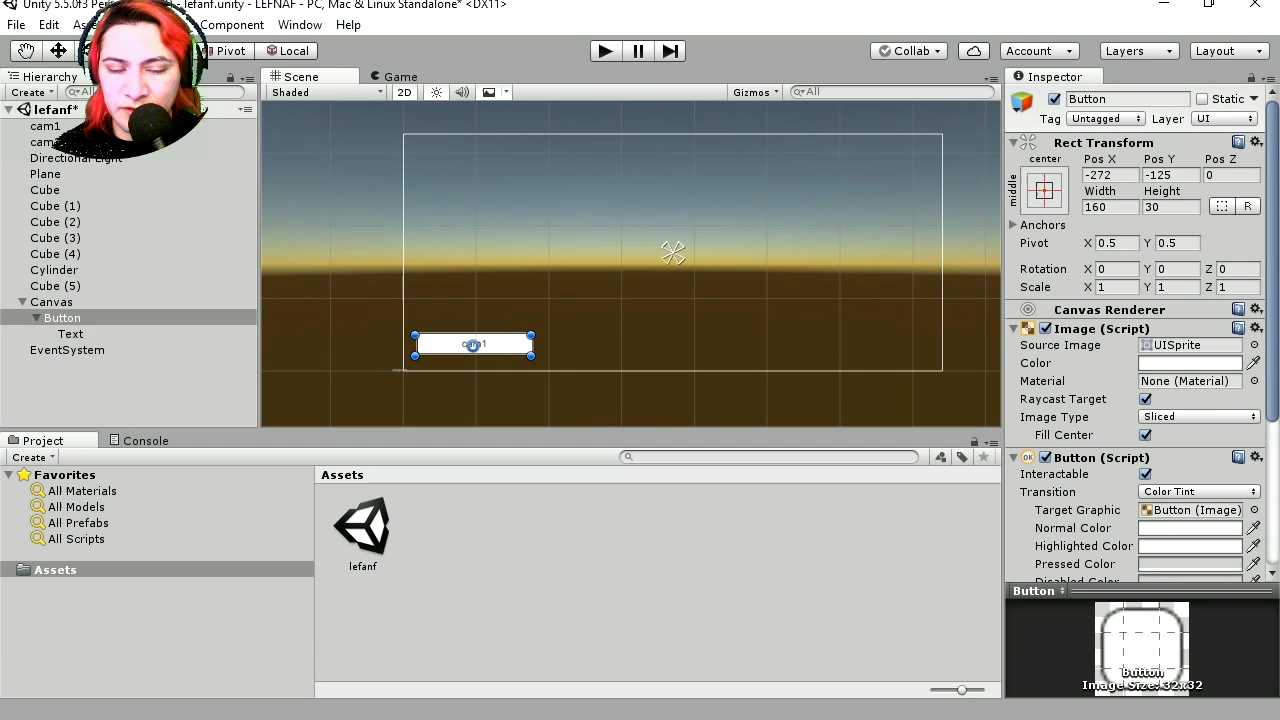 Unity 5.5.0f3 Per - lefanf.unity - LEFNAF - PC, Mac & Linux Standalone* <DX11>
File Edit Component Window Help
Pivot Local Collab Account Layers Layout
Hierarchy Scene Game Inspector
Create All Shaded 2D Gizmos All Button Static
lefanf* Tag Untagged Layer UI
cam1
cam
Directional Light
Plane
Cube
Cube (1)
Cube (2)
Cube (3)
Cube (4)
Cylinder
Cube (5)
Canvas
Button
Text
EventSystem
cam1
Rect Transform
center Pos X Pos Y Pos Z
middle -272 -125 0
Width Height
160 30 R
Anchors
Pivot X 0.5 Y 0.5
Rotation X 0 Y 0 Z 0
Scale X 1 Y 1 Z 1
Canvas Renderer
Image (Script)
Source Image UISprite
Color
Material None (Material)
Raycast Target
Image Type Sliced
Fill Center
Button (Script)
Interactable
Transition Color Tint
Target Graphic Button (Image)
Normal Color
Highlighted Color
Pressed Color
Disabled Color
Button
Button
Image Size: 32x32
Project Console
Create
Favorites Assets
All Materials
All Models
All Prefabs
All Scripts
Assets
lefanf